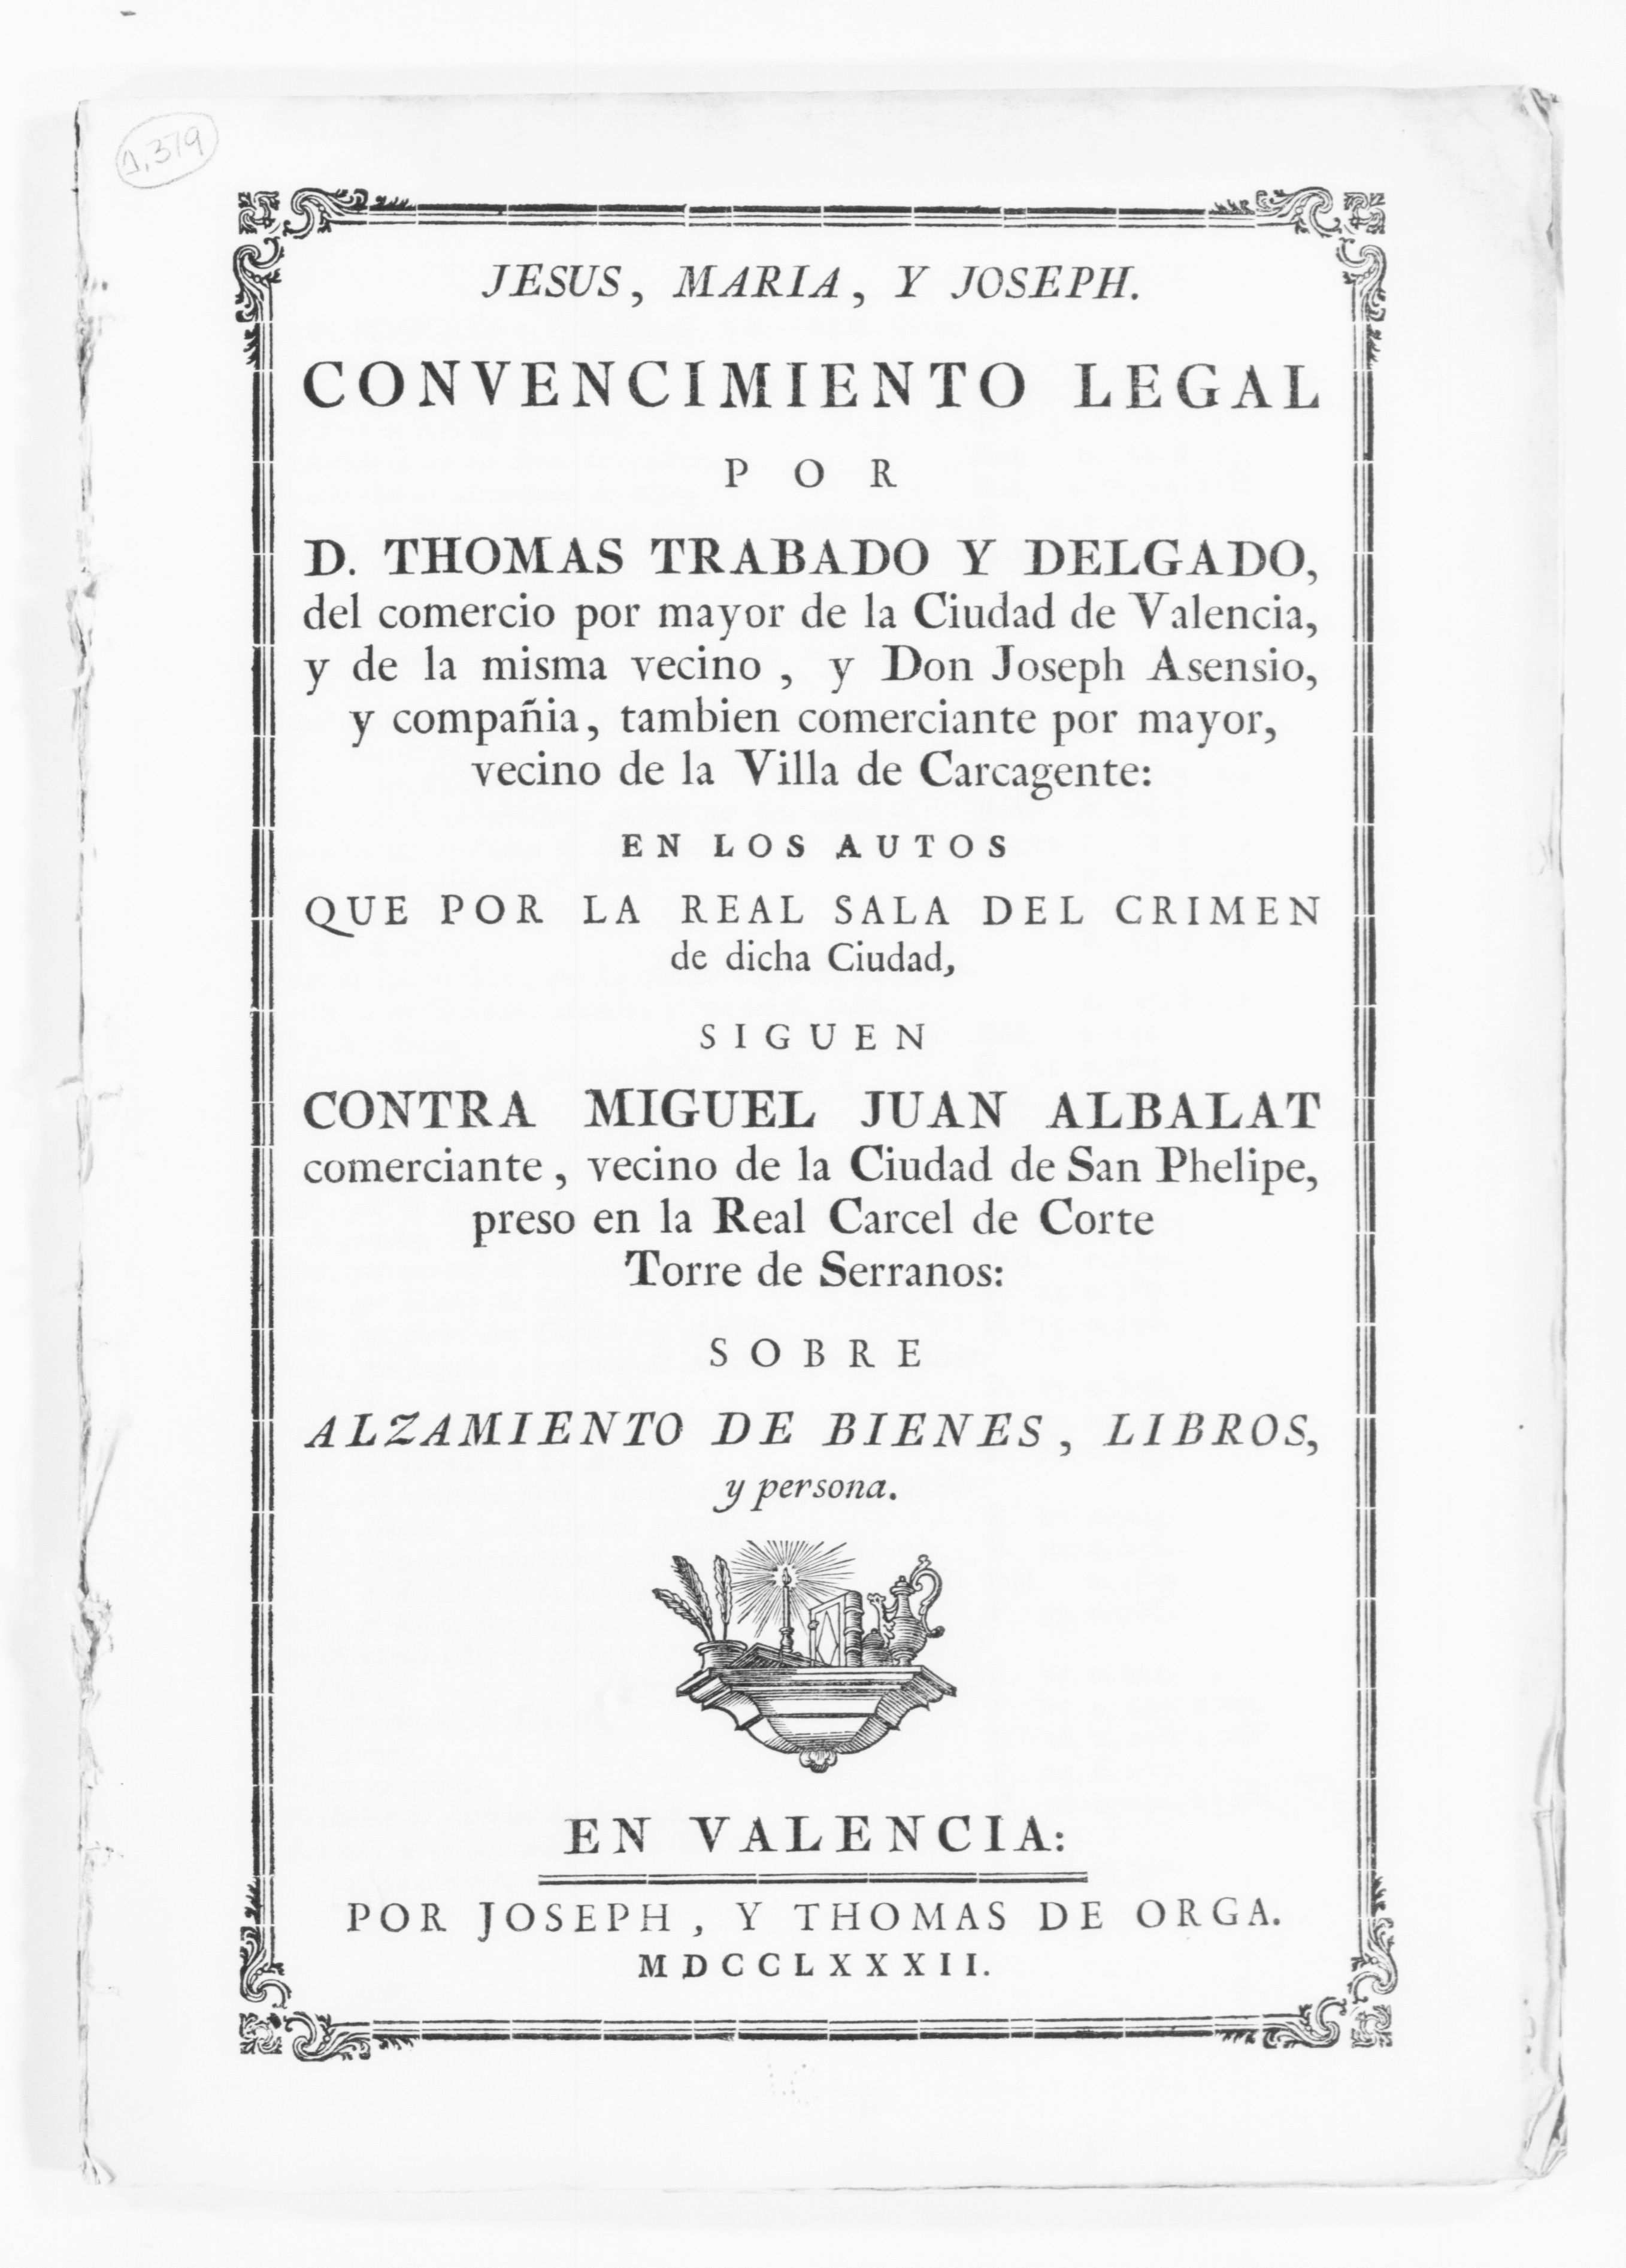 1,379
JESUS, MARIA, Y JOSEPH.
CONVENCIMIENTO LEGAL
POR
D. THOMAS TRABADO Y DELGADO,
del comercio por mayor de la Ciudad de Valencia,
y de la misma vecino, y Don Joseph Asensio,
y compañia, tambien comerciante por mayor,
vecino de la Villa de Carcagente:
EN LOS AUTOS
QUE POR LA REAL SALA DEL CRIMEN
de dicha Ciudad,
SIGUEN
CONTRA MIGUEL JUAN ALBALAT
comerciante, vecino de la Ciudad de San Phelipe,
preso en la Real Carcel de Corte
Torre de Serranos:
SOBRE
ALZAMIENTO DE BIENES, LIBROS,
y persona.
EN VALENCIA:
POR JOSEPH, Y THOMAS DE ORGA.
MDCCLXXXII.